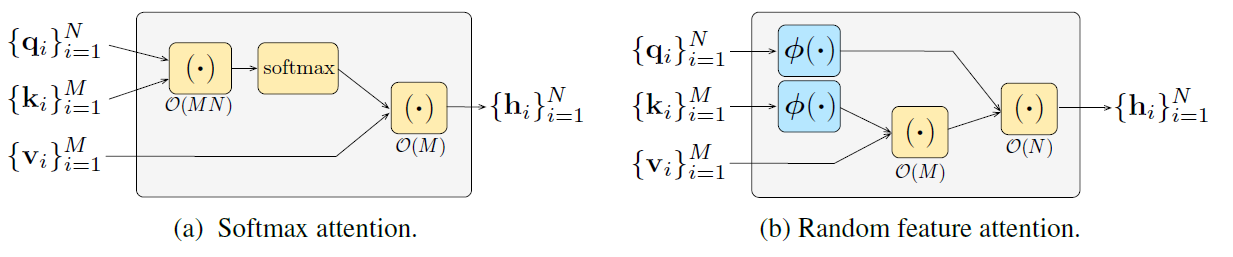 {q_i}_{i=1}^N
{k_i}_{i=1}^M
{v_i}_{i=1}^M
(·)
O(MN)
softmax
(·)
O(M)
{h_i}_{i=1}^N
(a) Softmax attention.
{q_i}_{i=1}^N
{k_i}_{i=1}^M
{v_i}_{i=1}^M
ϕ(·)
ϕ(·)
(·)
O(M)
(·)
O(N)
{h_i}_{i=1}^N
(b) Random feature attention.